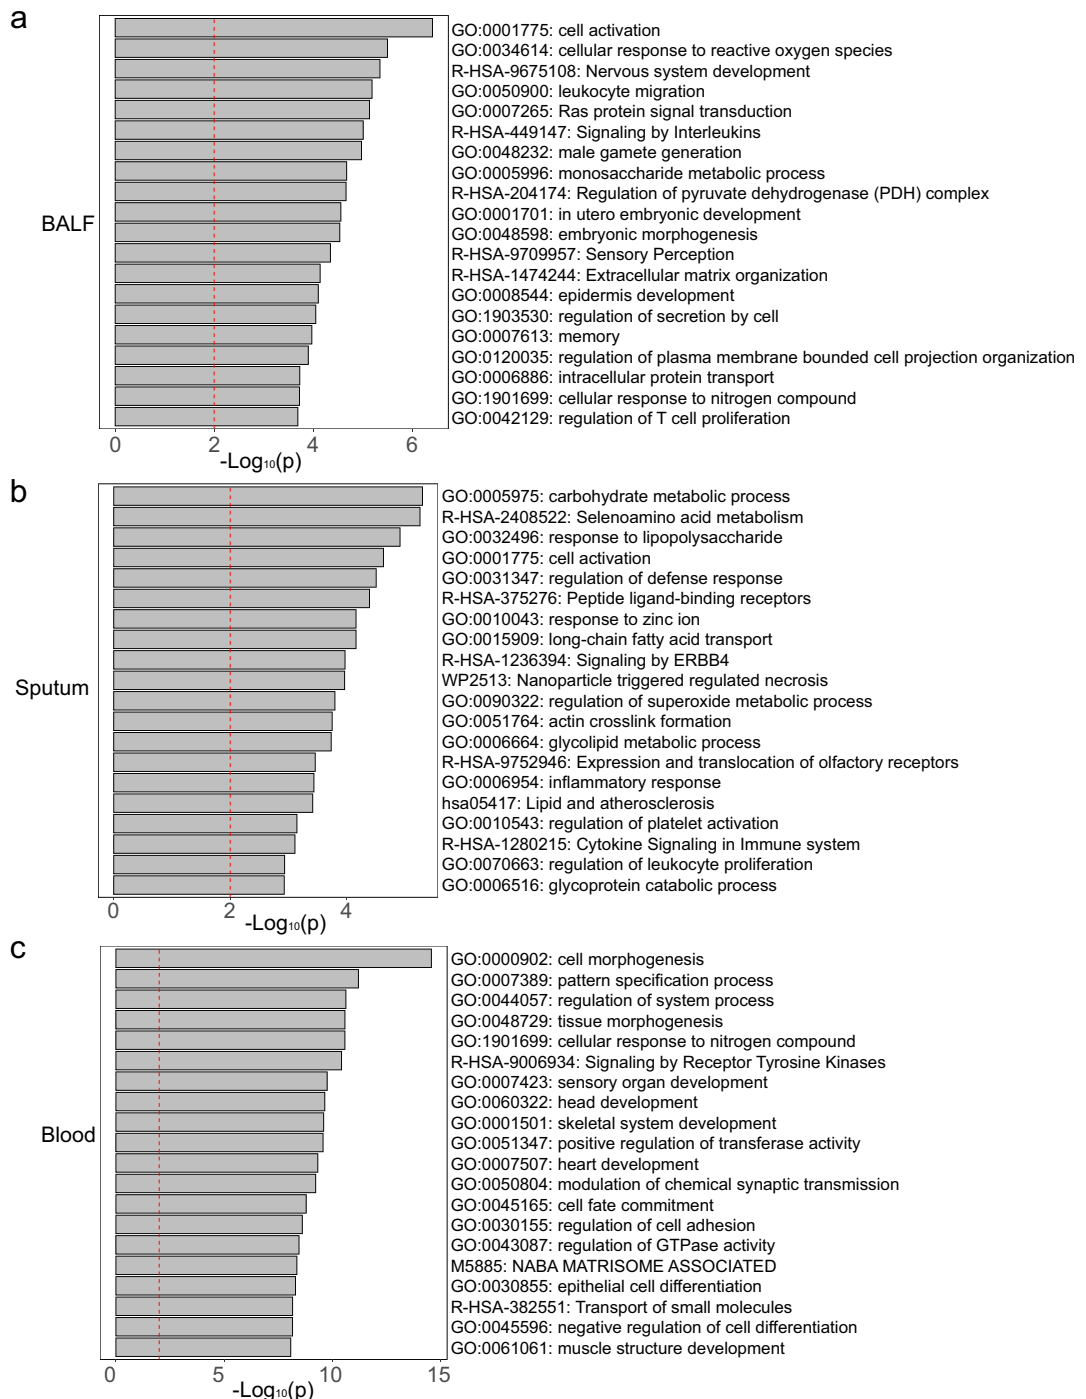 a
GO:0001775: cell activation
GO:0034614: cellular response to reactive oxygen species
R-HSA-9675108: Nervous system development
GO:0050900: leukocyte migration
GO:0007265: Ras protein signal transduction
R-HSA-449147: Signaling by Interleukins
GO:0048232: male gamete generation
GO:0005996: monosaccharide metabolic process
R-HSA-204174: Regulation of pyruvate dehydrogenase (PDH) complex
GO:0001701: in utero embryonic development
BALF
GO:0048598: embryonic morphogenesis
R-HSA-9709957: Sensory Perception
R-HSA-1474244: Extracellular matrix organization
GO:0008544: epidermis development
GO:1903530: regulation of secretion by cell
GO:0007613: memory
GO:0120035: regulation of plasma membrane bounded cell projection organization
GO:0006886: intracellular protein transport
GO:1901699: cellular response to nitrogen compound
GO:0042129: regulation of T cell proliferation
0 2 4 6
-Log₁₀(p)
b
GO:0005975: carbohydrate metabolic process
R-HSA-2408522: Selenoamino acid metabolism
GO:0032496: response to lipopolysaccharide
GO:0001775: cell activation
GO:0031347: regulation of defense response
R-HSA-375276: Peptide ligand-binding receptors
GO:0010043: response to zinc ion
GO:0015909: long-chain fatty acid transport
R-HSA-1236394: Signaling by ERBB4
Sputum
WP2513: Nanoparticle triggered regulated necrosis
GO:0090322: regulation of superoxide metabolic process
GO:0051764: actin crosslink formation
GO:0006664: glycolipid metabolic process
R-HSA-9752946: Expression and translocation of olfactory receptors
GO:0006954: inflammatory response
hsa05417: Lipid and atherosclerosis
GO:0010543: regulation of platelet activation
R-HSA-1280215: Cytokine Signaling in Immune system
GO:0070663: regulation of leukocyte proliferation
GO:0006516: glycoprotein catabolic process
0 2 4
-Log₁₀(p)
c
GO:0000902: cell morphogenesis
GO:0007389: pattern specification process
GO:0044057: regulation of system process
GO:0048729: tissue morphogenesis
GO:1901699: cellular response to nitrogen compound
R-HSA-9006934: Signaling by Receptor Tyrosine Kinases
GO:0007423: sensory organ development
GO:0060322: head development
GO:0001501: skeletal system development
Blood
GO:0051347: positive regulation of transferase activity
GO:0007507: heart development
GO:0050804: modulation of chemical synaptic transmission
GO:0045165: cell fate commitment
GO:0030155: regulation of cell adhesion
GO:0043087: regulation of GTPase activity
M5885: NABA MATRISOME ASSOCIATED
GO:0030855: epithelial cell differentiation
R-HSA-382551: Transport of small molecules
GO:0045596: negative regulation of cell differentiation
GO:0061061: muscle structure development
0 5 10 15
-Log₁₀(p)